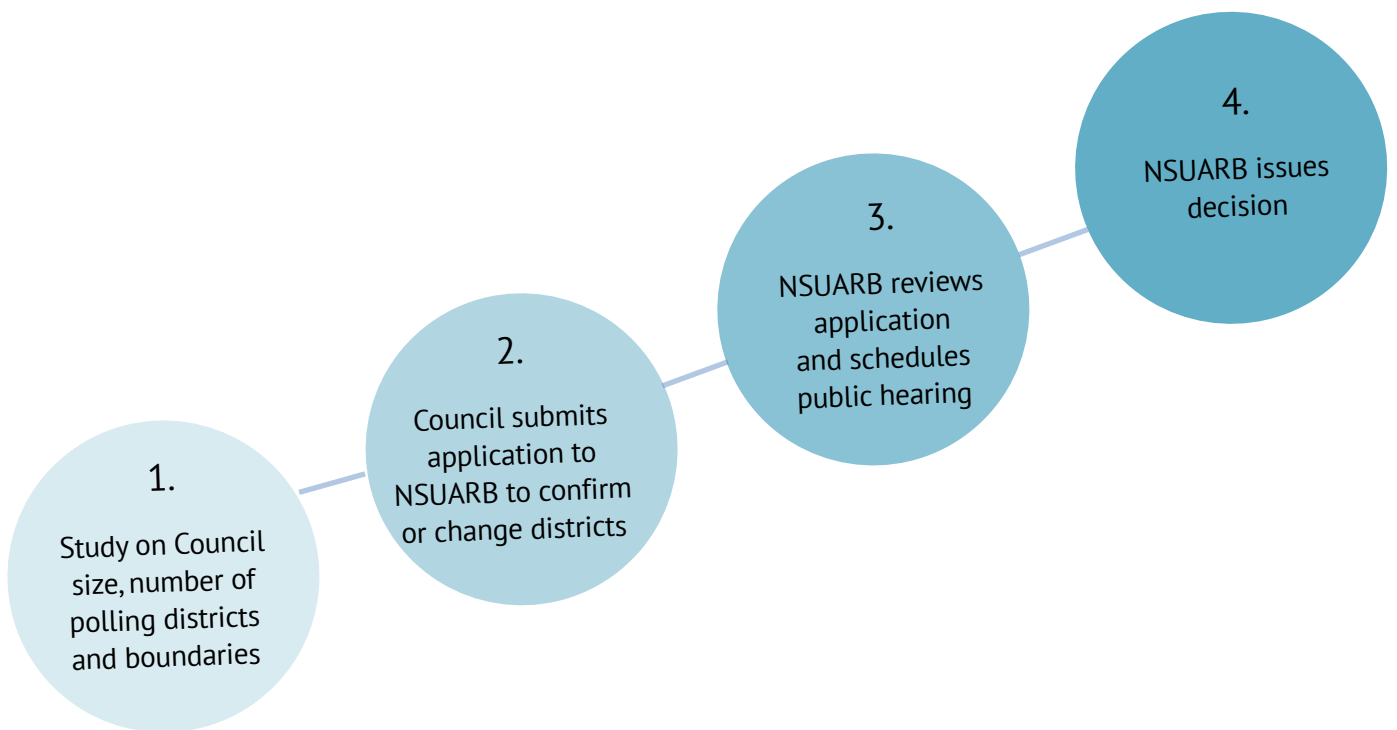 1.
Study on Council
size, number of
polling districts
and boundaries
2.
Council submits
application to
NSUARB to confirm
or change districts
3.
NSUARB reviews
application
and schedules
public hearing
4.
NSUARB issues
decision